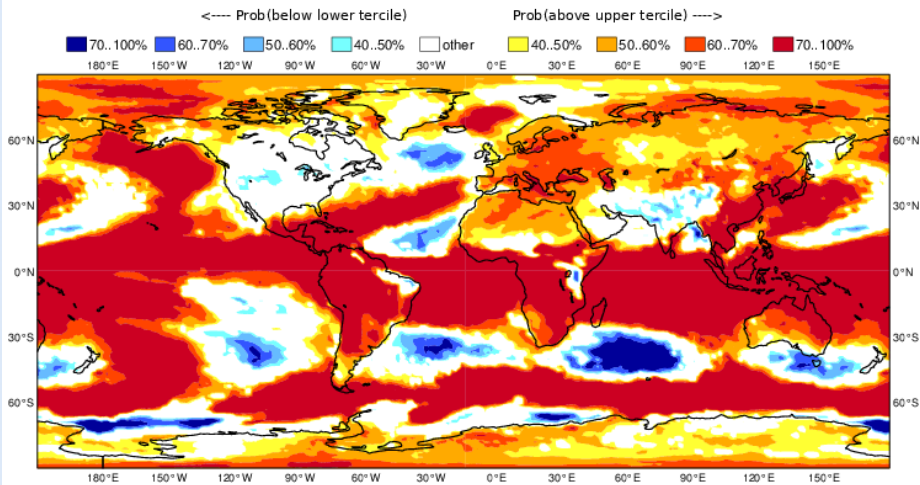 <---- Prob(below lower tercile) Prob(above upper tercile) ---->
70..100% 60..70% 50..60% 40..50% other 40..50% 50..60% 60..70% 70..100%
180°E 150°W 120°W 90°W 60°W 30°W 0°E 30°E 60°E 90°E 120°E 150°E
60°N 60°N
30°N 30°N
0°N 0°N
30°S 30°S
60°S 60°S
180°E 150°W 120°W 90°W 60°W 30°W 0°E 30°E 60°E 90°E 120°E 150°E